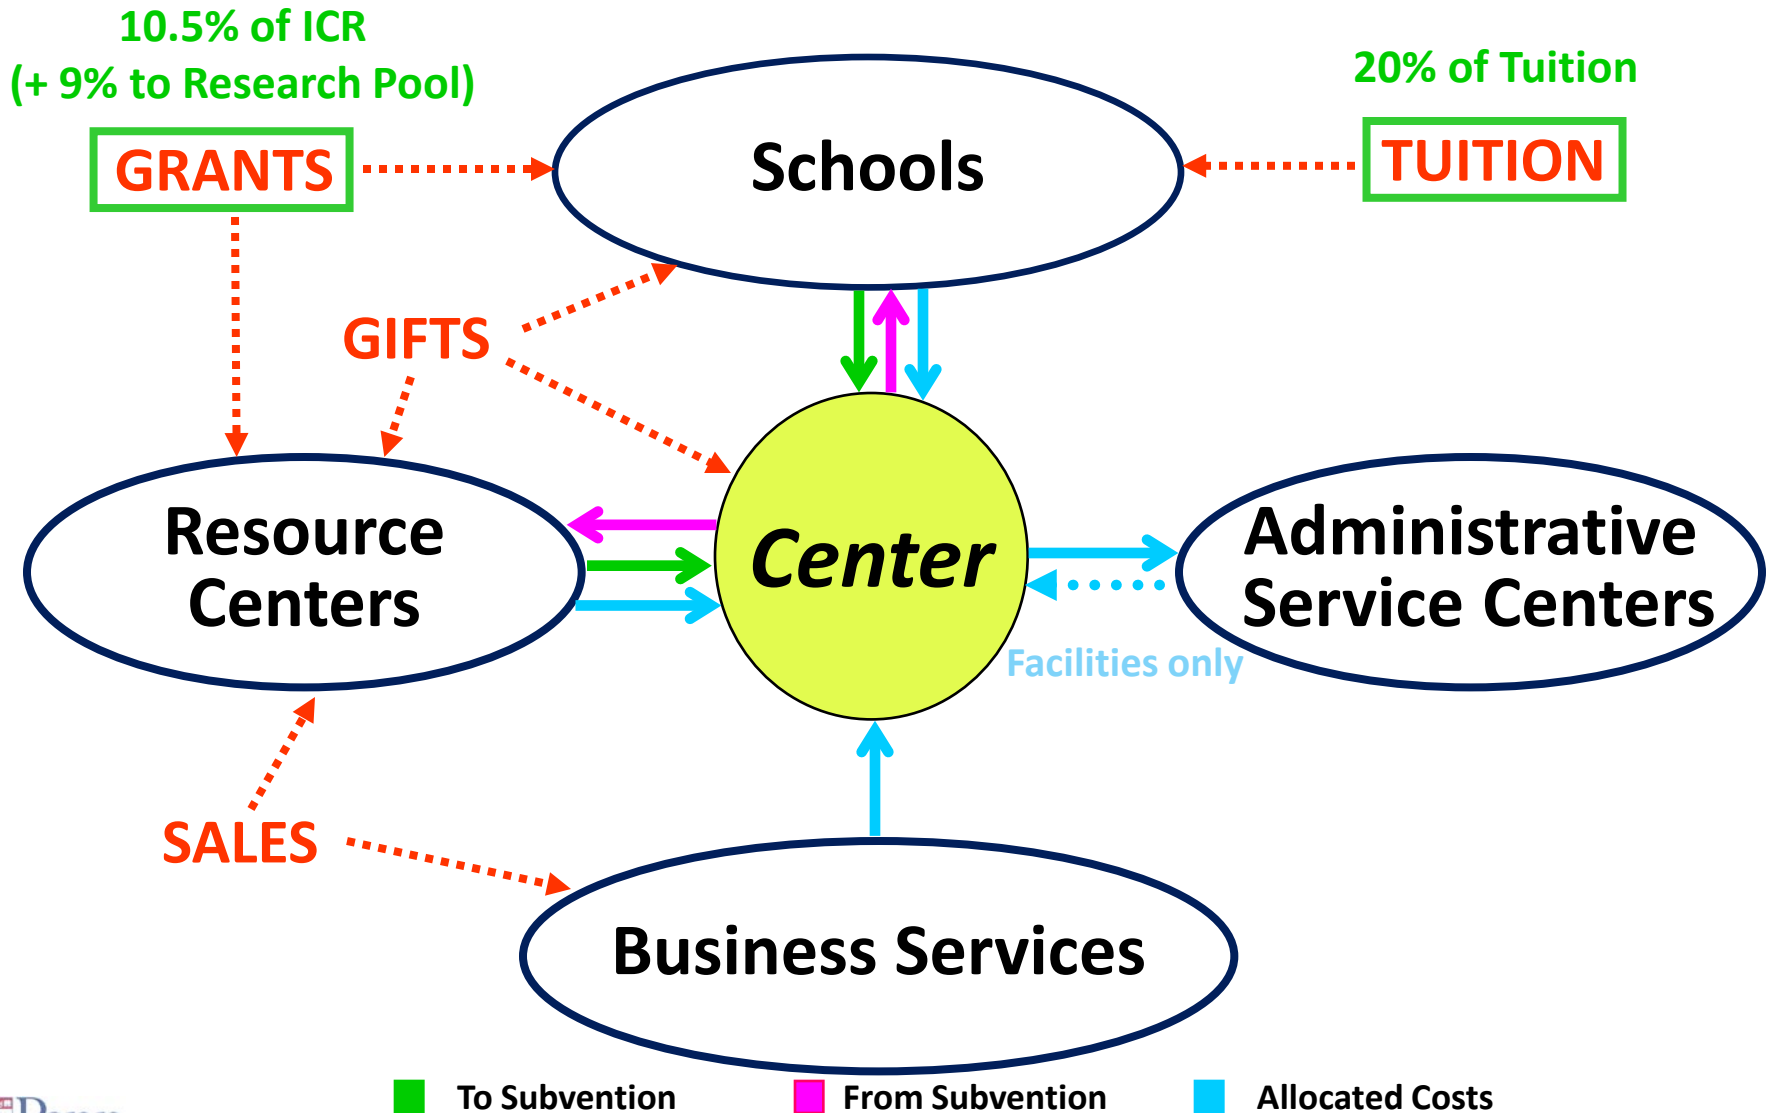 10.5% of ICR
(+ 9% to Research Pool)
20% of Tuition
GRANTS
Schools
TUITION
GIFTS
Resource
Centers
Center
Administrative
Service Centers
Facilities only
SALES
Business Services
To Subvention
From Subvention
Allocated Costs